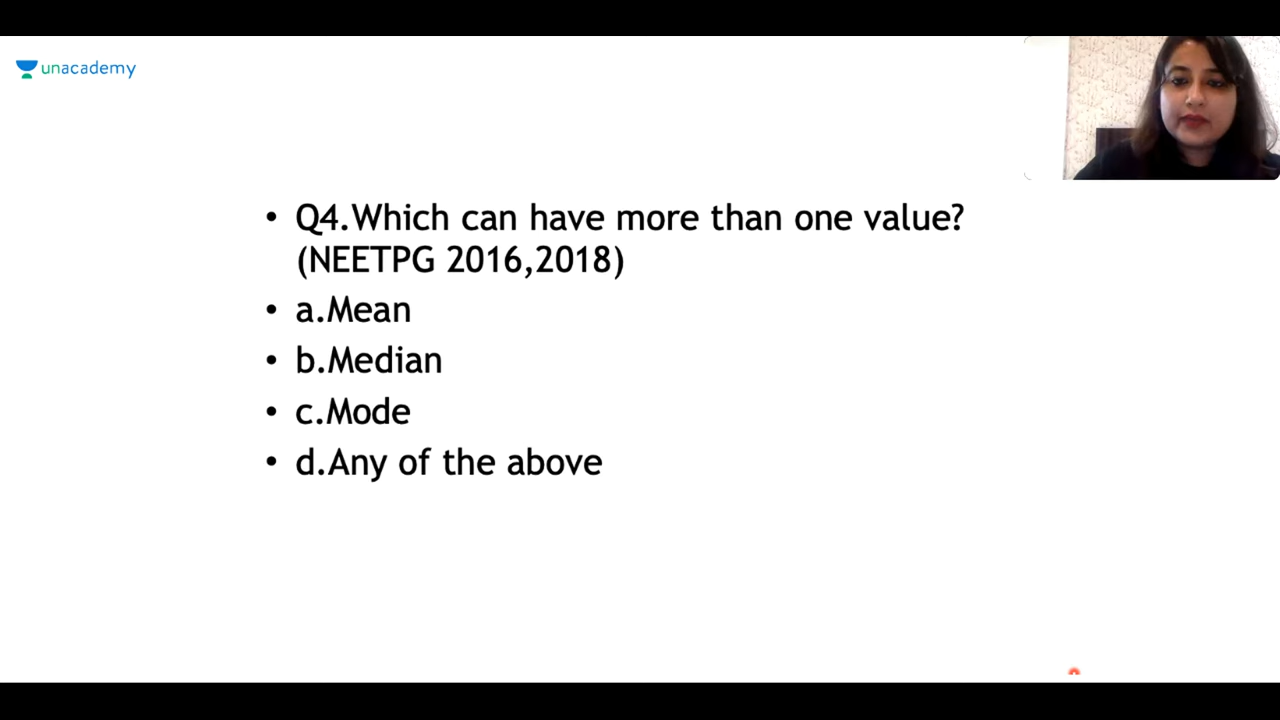 unacademy
• Q4.Which can have more than one value?
(NEETPG 2016,2018)
• a.Mean
• b.Median
• c.Mode
• d.Any of the above